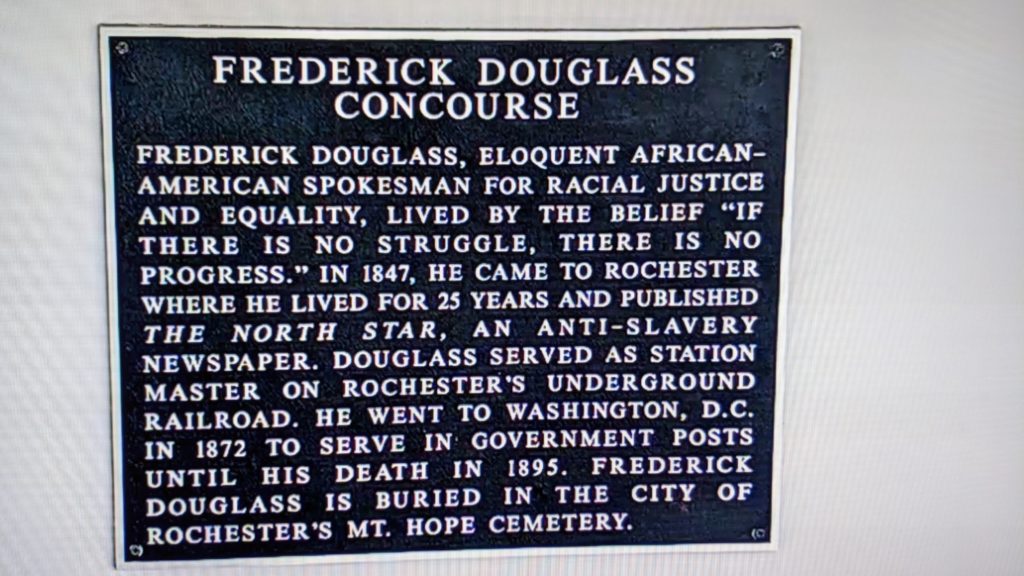 FREDERICK DOUGLASS
CONCOURSE
FREDERICK DOUGLASS, ELOQUENT AFRICAN-
AMERICAN SPOKESMAN FOR RACIAL JUSTICE
AND EQUALITY, LIVED BY THE BELIEF “IF
THERE IS NO STRUGGLE, THERE IS NO
PROGRESS.” IN 1847, HE CAME TO ROCHESTER
WHERE HE LIVED FOR 25 YEARS AND PUBLISHED
THE NORTH STAR, AN ANTI-SLAVERY
NEWSPAPER. DOUGLASS SERVED AS STATION
MASTER ON ROCHESTER’S UNDERGROUND
RAILROAD. HE WENT TO WASHINGTON, D.C.
IN 1872 TO SERVE IN GOVERNMENT POSTS
UNTIL HIS DEATH IN 1895. FREDERICK
DOUGLASS IS BURIED IN THE CITY OF
ROCHESTER’S MT. HOPE CEMETERY.